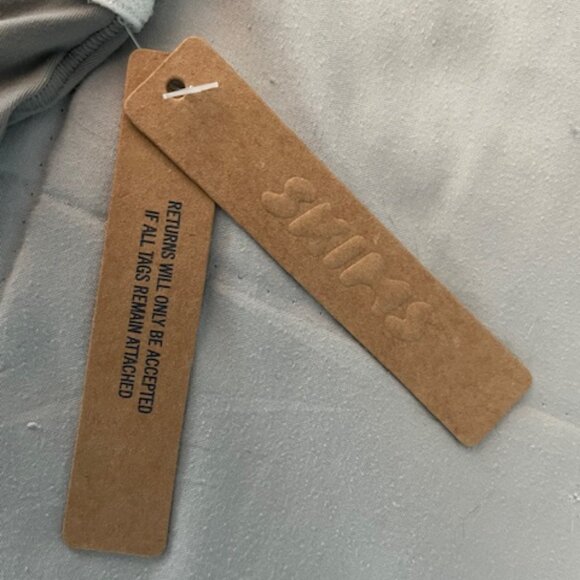 SKIMS
RETURNS WILL ONLY BE ACCEPTED
IF ALL TAGS REMAIN ATTACHED